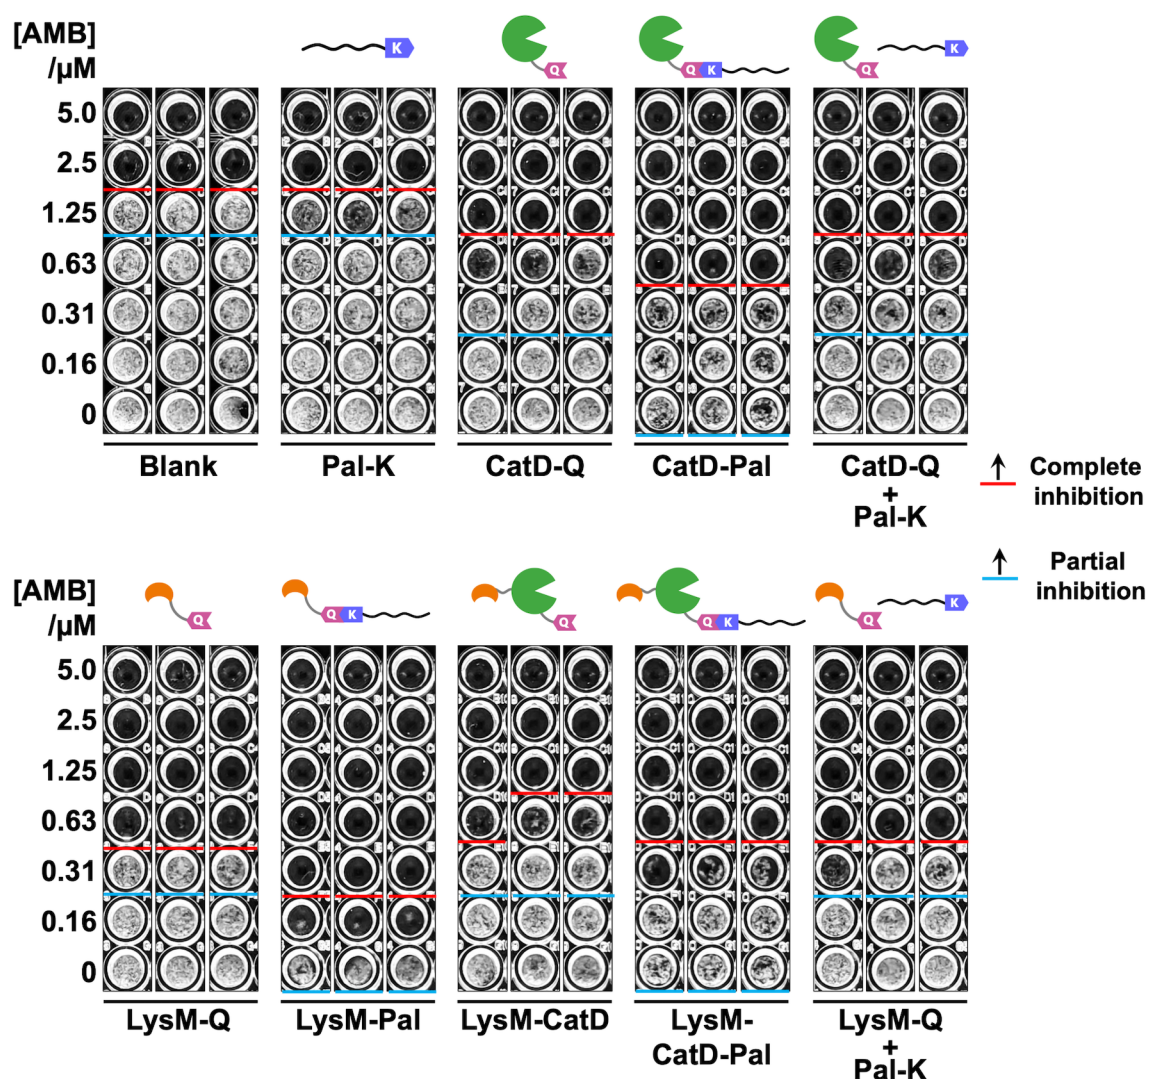 [AMB]
/µM
K
Q
Q K
Q
K
5.0
2.5
1.25
0.63
0.31
0.16
0
Blank
Pal-K
CatD-Q
CatD-Pal
CatD-Q
+
Pal-K
Complete
inhibition
Partial
inhibition
[AMB]
/µM
Q
Q K
Q
Q K
Q
K
5.0
2.5
1.25
0.63
0.31
0.16
0
LysM-Q
LysM-Pal
LysM-CatD
LysM-
CatD-Pal
LysM-Q
+
Pal-K